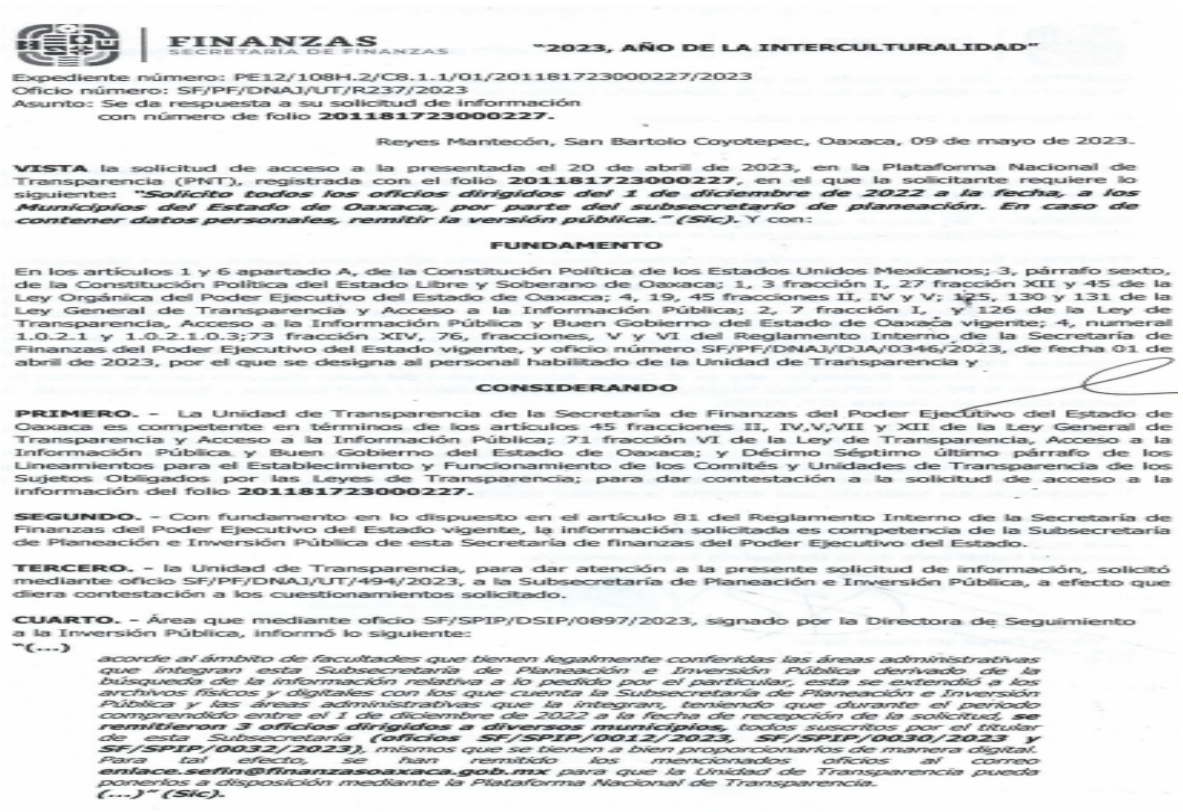 FINANZAS
SECRETARÍA DE FINANZAS
"2023, AÑO DE LA INTERCULTURALIDAD"
Expediente número: PE12/108H.2/C8.1.1/01/201181723000227/2023
Oficio número: SF/PF/DNAJ/UT/R237/2023
Asunto: Se da respuesta a su solicitud de información
con número de folio 201181723000227.
Reyes Mantecón, San Bartolo Coyotepec, Oaxaca, 09 de mayo de 2023.
VISTA la solicitud de acceso a la presentada el 20 de abril de 2023, en la Plataforma Nacional de
Transparencia (PNT), registrada con el folio 201181723000227, en el que la solicitante requiere lo
siguiente: "Solicito todos los oficios dirigidos del 1 de diciembre de 2022 a la fecha, a los
Municipios del Estado de Oaxaca, por parte del subsecretario de planeación. En caso de
contener datos personales, remitir la versión pública." (Sic). Y con:
FUNDAMENTO
En los artículos 1 y 6 apartado A, de la Constitución Política de los Estados Unidos Mexicanos; 3, párrafo sexto,
de la Constitución Política del Estado Libre y Soberano de Oaxaca; 1, 3 fracción I, 27 fracción XII y 45 de la
Ley Orgánica del Poder Ejecutivo del Estado de Oaxaca; 4, 19, 45 fracciones II, IV y V; 125, 130 y 131 de la
Ley General de Transparencia y Acceso a la Información Pública; 2, 7 fracción I, y 126 de la Ley de
Transparencia, Acceso a la Información Pública y Buen Gobierno del Estado de Oaxaca vigente; 4, numeral
1.0.2.1 y 1.0.2.1.0.3;73 fracción XIV, 76, fracciones, V y VI del Reglamento Interno de la Secretaría de
Finanzas del Poder Ejecutivo del Estado vigente, y oficio número SF/PF/DNAJ/DJA/0346/2023, de fecha 01 de
abril de 2023, por el que se designa al personal habilitado de la Unidad de Transparencia y
CONSIDERANDO
PRIMERO. - La Unidad de Transparencia de la Secretaría de Finanzas del Poder Ejecutivo del Estado de
Oaxaca es competente en términos de los artículos 45 fracciones II, IV,V,VII y XII de la Ley General de
Transparencia y Acceso a la Información Pública; 71 fracción VI de la Ley de Transparencia, Acceso a la
Información Pública y Buen Gobierno del Estado de Oaxaca; y Décimo Séptimo último párrafo de los
Lineamientos para el Establecimiento y Funcionamiento de los Comités y Unidades de Transparencia de los
Sujetos Obligados por las Leyes de Transparencia; para dar contestación a la solicitud de acceso a la
información del folio 201181723000227.
SEGUNDO. - Con fundamento en lo dispuesto en el artículo 81 del Reglamento Interno de la Secretaría de
Finanzas del Poder Ejecutivo del Estado vigente, la información solicitada es competencia de la Subsecretaría
de Planeación e Inversión Pública de esta Secretaría de finanzas del Poder Ejecutivo del Estado.
TERCERO. - la Unidad de Transparencia, para dar atención a la presente solicitud de información, solicitó
mediante oficio SF/PF/DNAJ/UT/494/2023, a la Subsecretaría de Planeación e Inversión Pública, a efecto que
diera contestación a los cuestionamientos solicitado.
CUARTO. - Área que mediante oficio SF/SPIP/DSIP/0897/2023, signado por la Directora de Seguimiento
a la Inversión Pública, informó lo siguiente:
"(...)
acorde al ámbito de facultades que tienen legalmente conferidas las áreas administrativas
que integran esta Subsecretaría de Planeación e Inversión Pública derivado de la
búsqueda de la información relativa a lo pedido por el particular, esta se extendió a los
archivos físicos y digitales con los que cuenta la Subsecretaría de Planeación e Inversión
Pública y las áreas administrativas que la integran, teniendo que durante el periodo
comprendido entre el 1 de diciembre de 2022 a la fecha de recepción de la solicitud, se
remitieron 3 oficios dirigidos a diversos municipios, todos suscritos por el titular
de esta Subsecretaría (oficios SF/SPIP/0012/2023, SF/SPIP/0030/2023 y
SF/SPIP/0032/2023), mismos que se tienen a bien proporcionarlos de manera digital.
Para tal efecto, se han remitido los mencionados oficios al correo
enlace.sefin@finanzasoaxaca.gob.mx para que la Unidad de Transparencia pueda
ponerlos a disposición mediante la Plataforma Nacional de Transparencia.
(...)" (Sic).